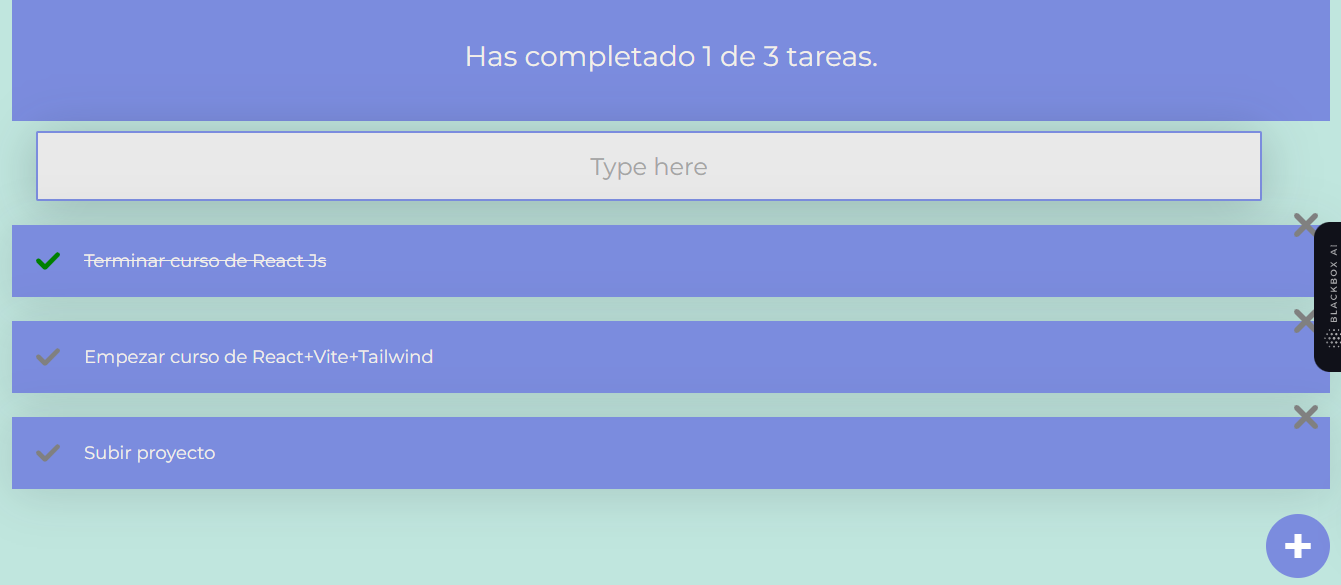 Has completado 1 de 3 tareas.
Type here
Terminar curso de React Js
Empezar curso de React+Vite+Tailwind
Subir proyecto
BLACKBOX AI